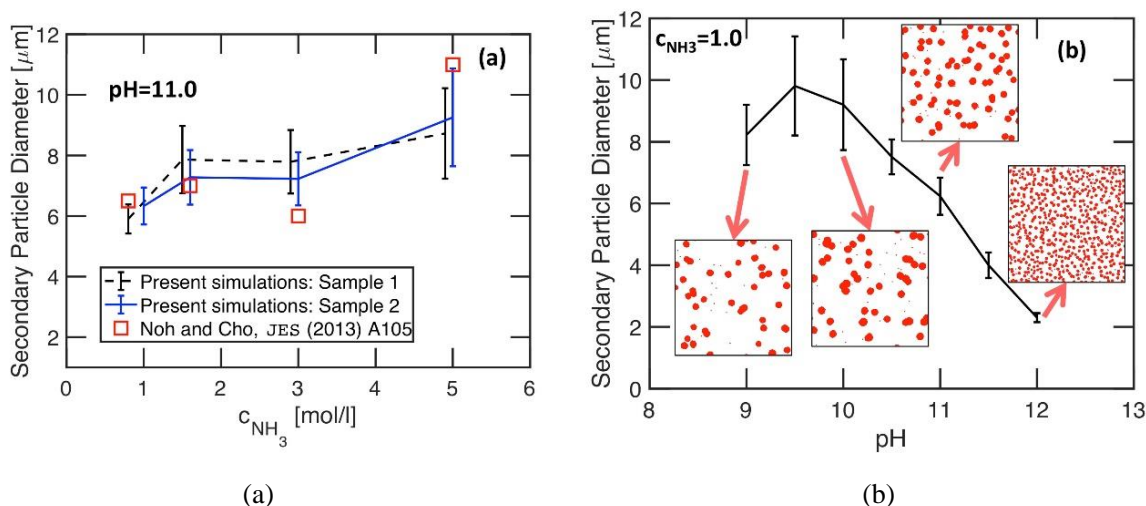 12
10
8
6
4
2
Secondary Particle Diameter [μm]
(a)
pH=11.0
Present simulations: Sample 1
Present simulations: Sample 2
Noh and Cho, JES (2013) A105
0 1 2 3 4 5 6
c_NH_3 [mol/l]
(a)
12
10
8
6
4
2
0
Secondary Particle Diameter [μm]
c_NH3=1.0
(b)
8 9 10 11 12 13
pH
(b)